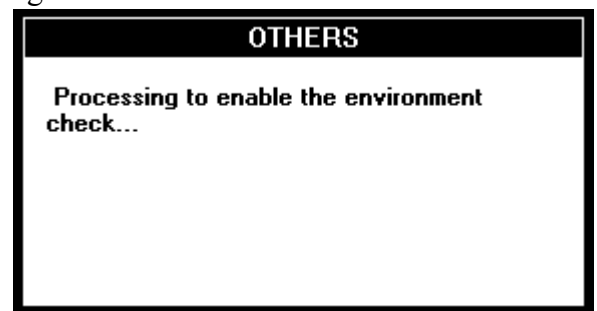 OTHERS
Processing to enable the environment
check...